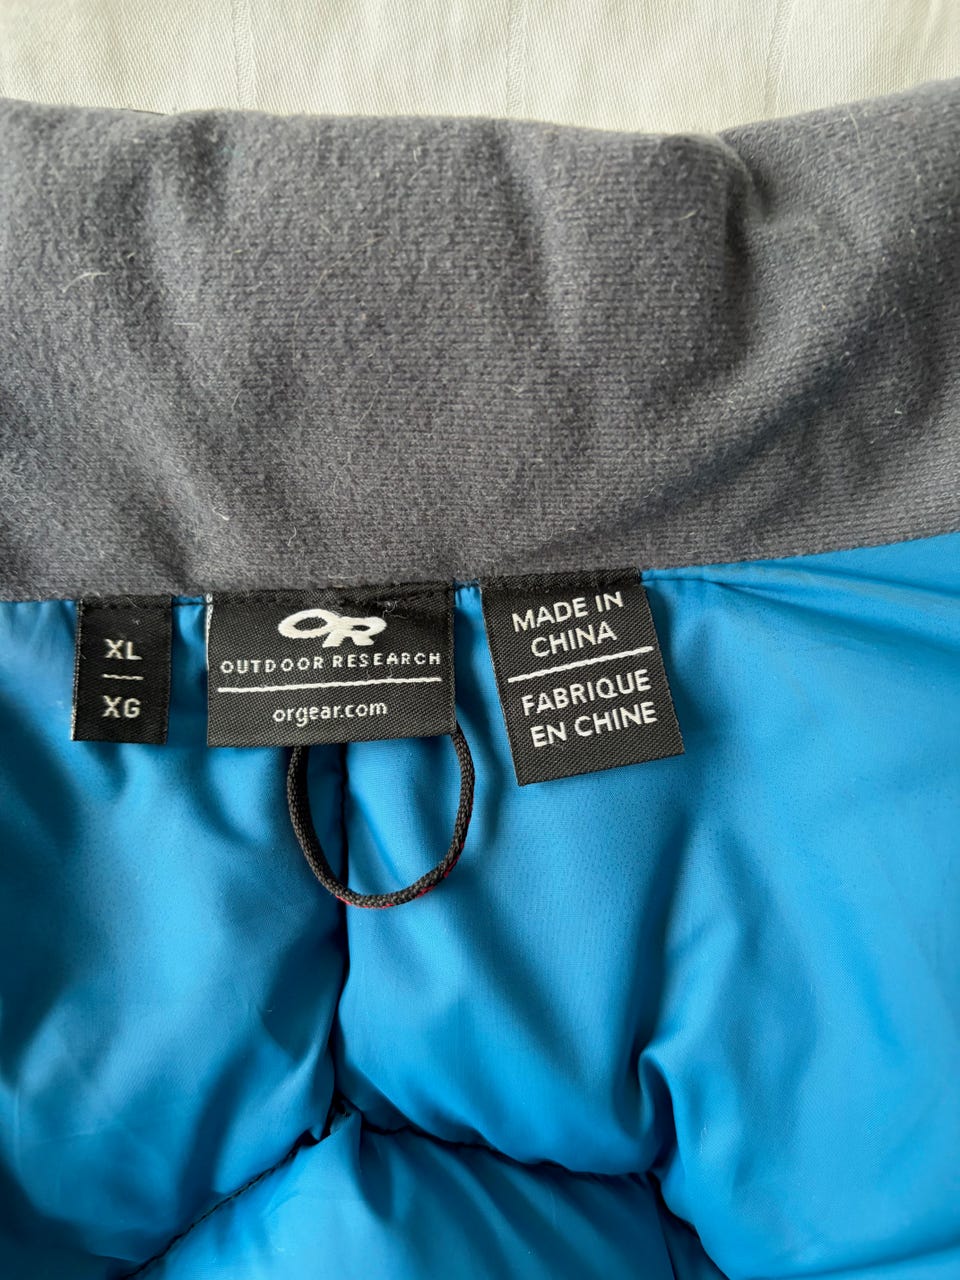 XL
XG
OR
OUTDOOR RESEARCH
orgear.com
MADE IN
CHINA
FABRIQUE
EN CHINE